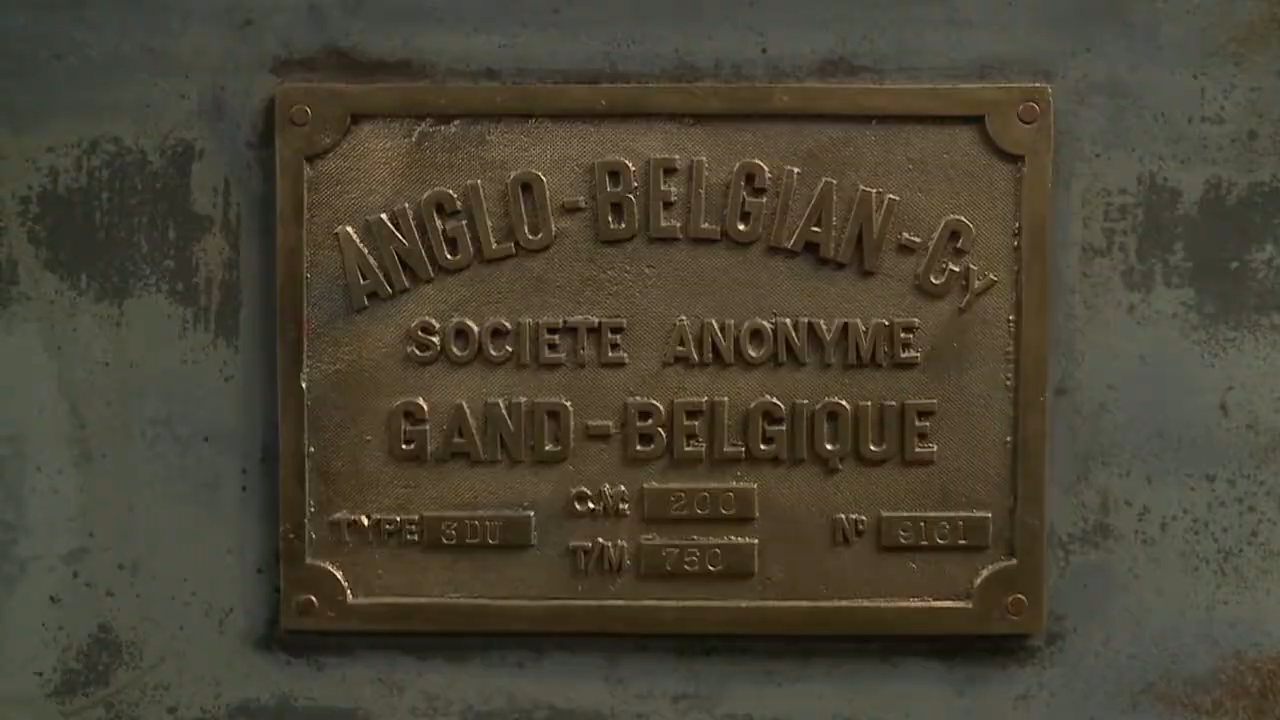 ANGLO-BELGIAN-Cy
SOCIETE ANONYME
GAND-BELGIQUE
C.M. 200
TYPE 3DU Nº 9161
T/M 750